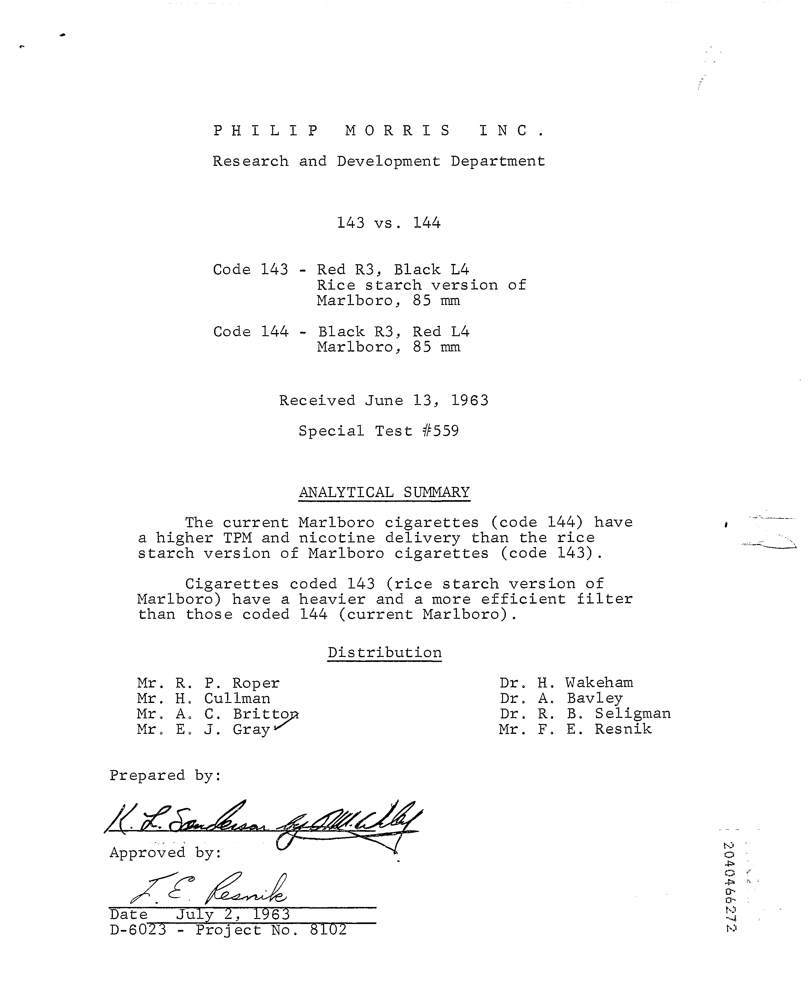 PHILIP MORRIS INC.
Research and Development Department
143 vs. 144
Code 143 - Red R3, Black L4
Rice starch version of
Marlboro, 85 mm
Code 144 - Black R3, Red L4
Marlboro, 85 mm
Received June 13, 1963
Special Test #559
ANALYTICAL SUMMARY
The current Marlboro cigarettes (code 144) have
a higher TPM and nicotine delivery than the rice
starch version of Marlboro cigarettes (code 143).
Cigarettes coded 143 (rice starch version of
Marlboro) have a heavier and a more efficient filter
than those coded 144 (current Marlboro).
Distribution
Mr. R. P. Roper
Mr. H. Cullman
Mr. A. C. Britton
Mr. E. J. Gray
Dr. H. Wakeham
Dr. A. Bavley
Dr. R. B. Seligman
Mr. F. E. Resnik
Prepared by:
K. L. Sanderson by
Approved by:
F. E. Resnik
Date July 2, 1963
D-6023 - Project No. 8102
2040466272